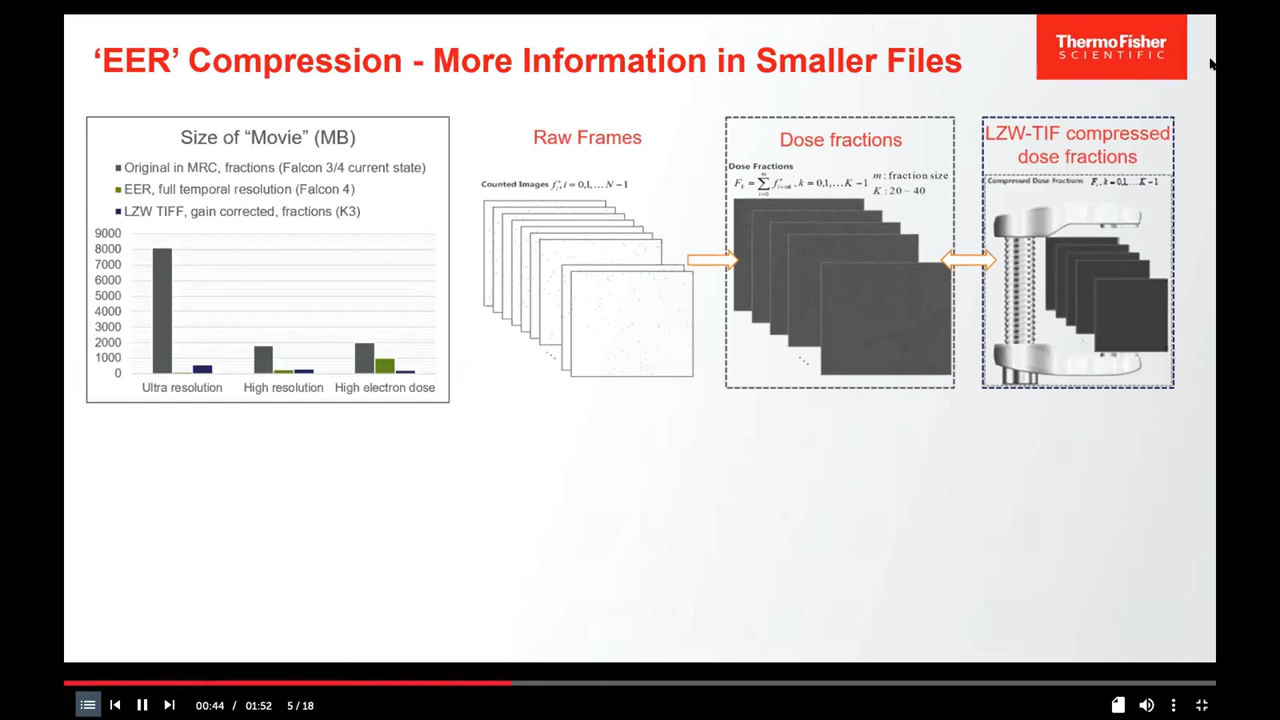 ‘EER’ Compression - More Information in Smaller Files
ThermoFisher
SCIENTIFIC
Size of “Movie” (MB)
Original in MRC, fractions (Falcon 3/4 current state)
EER, full temporal resolution (Falcon 4)
LZW TIFF, gain corrected, fractions (K3)
9000
8000
7000
6000
5000
4000
3000
2000
1000
0
Ultra resolution
High resolution
High electron dose
Raw Frames
Counted Images f'i, i = 0,1,…N − 1
Dose fractions
Dose Fractions
m : fraction size
K : 20 ~ 40
LZW-TIF compressed
dose fractions
Compressed Dose Fractions
00:44 / 01:52 5 / 18